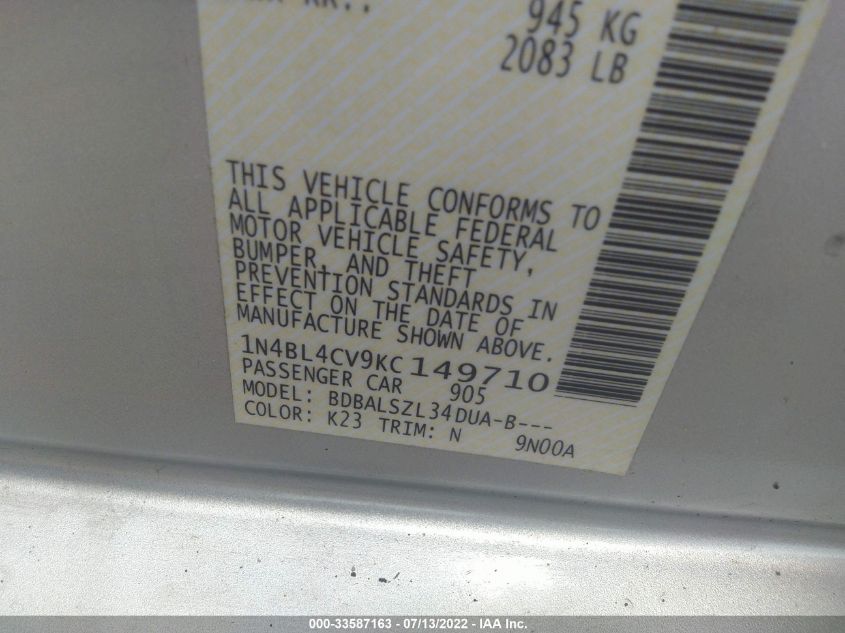 945 KG
2083 LB
THIS VEHICLE CONFORMS TO
ALL APPLICABLE FEDERAL
MOTOR VEHICLE SAFETY,
BUMPER, AND THEFT
PREVENTION STANDARDS IN
EFFECT ON THE DATE OF
MANUFACTURE SHOWN ABOVE.
1N4BL4CV9KC149710
PASSENGER CAR 905
MODEL: BDBALSZL34DUA-B---
COLOR: K23 TRIM: N 9N00A
000-33587163 - 07/13/2022 - IAA Inc.